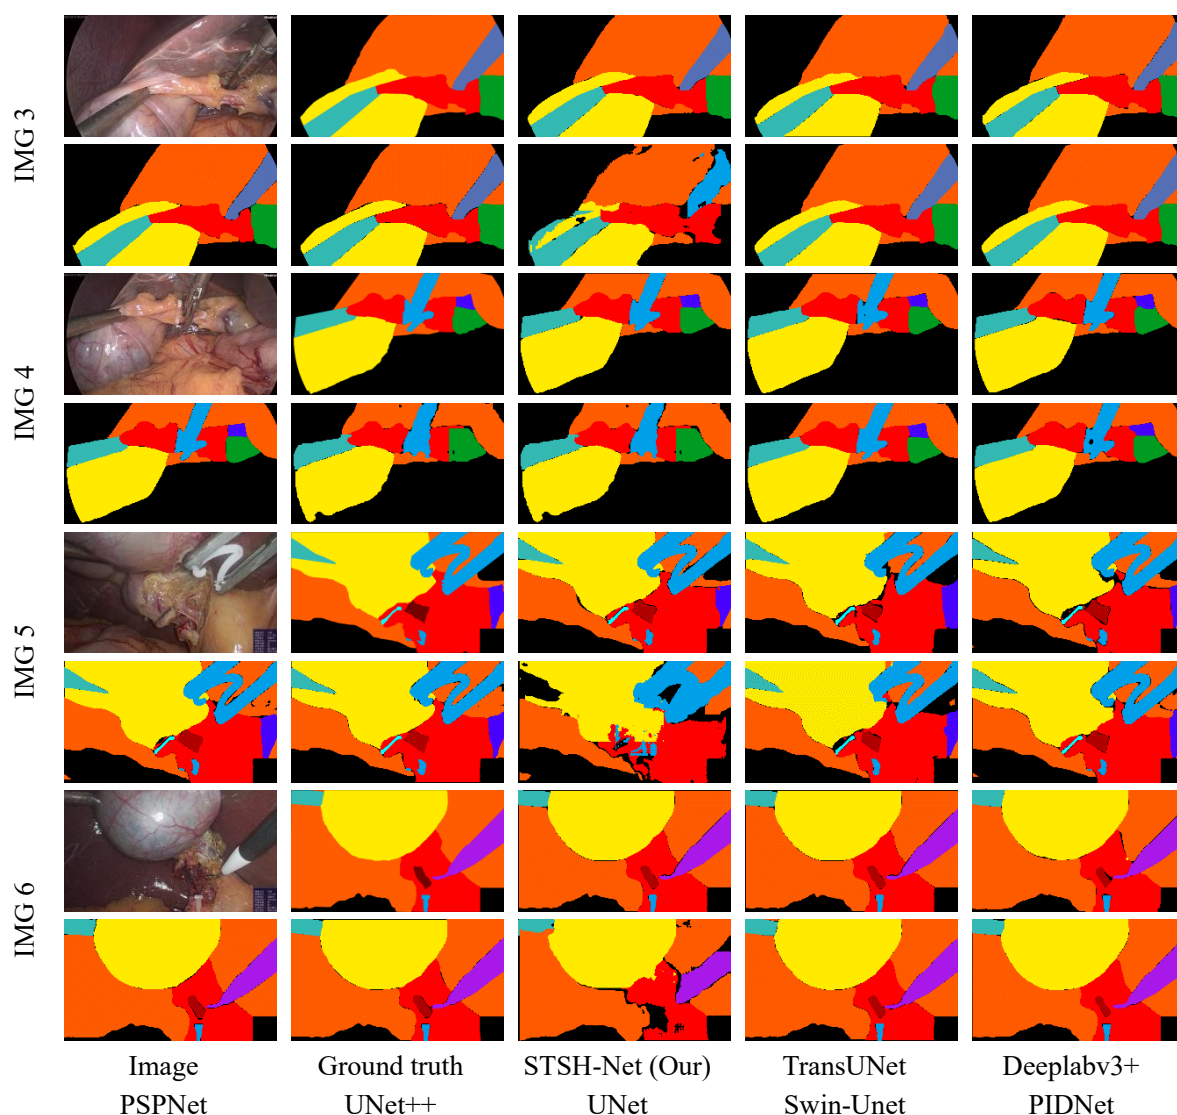 IMG 3
IMG 4
IMG 5
IMG 6
Image Ground truth STSH-Net (Our) TransUNet Deeplabv3+
PSPNet UNet++ UNet Swin-Unet PIDNet